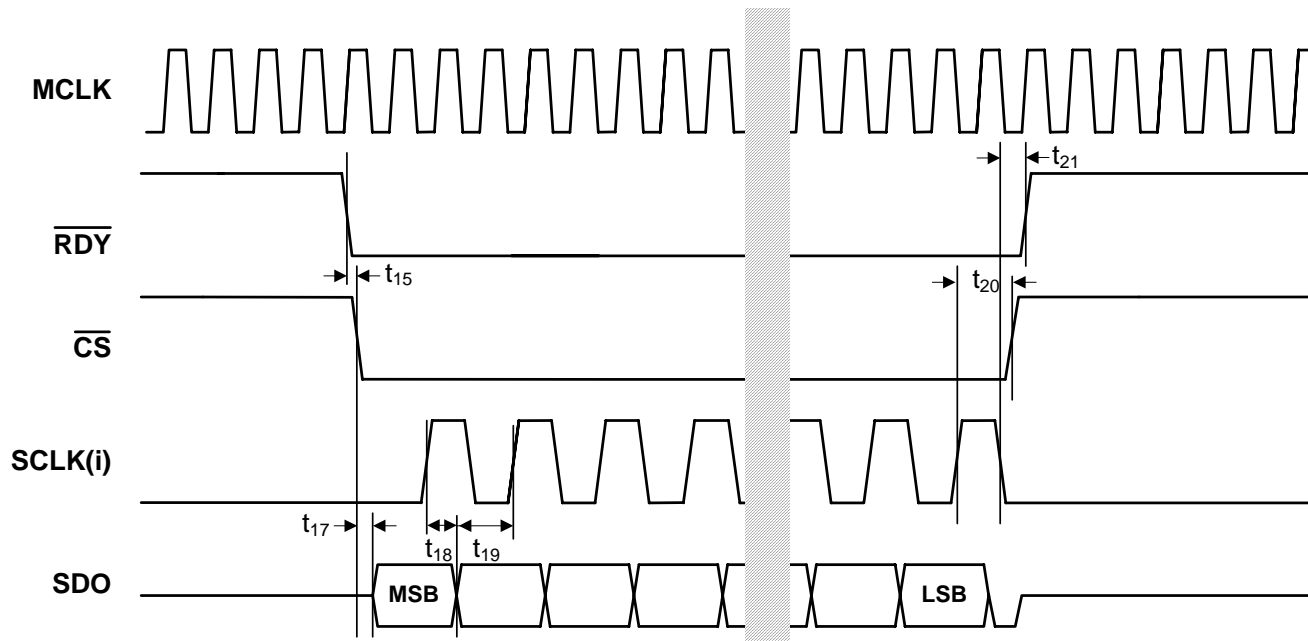 MCLK
t21
RDY
t15
t20
CS
SCLK(i)
t17
t18
t19
SDO
MSB
LSB